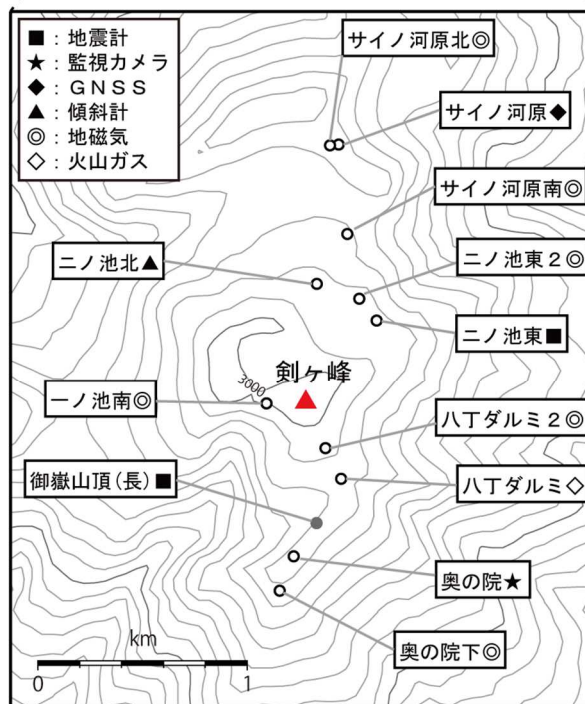 ■：地震計
★：監視カメラ
◆：ＧＮＳＳ
▲：傾斜計
◎：地磁気
◇：火山ガス
サイノ河原北◎
サイノ河原◆
サイノ河原南◎
二ノ池北▲
二ノ池東２◎
二ノ池東■
剣ヶ峰
3000
一ノ池南◎
八丁ダルミ２◎
御嶽山頂(長)■
八丁ダルミ◇
奥の院★
奥の院下◎
km
0 1